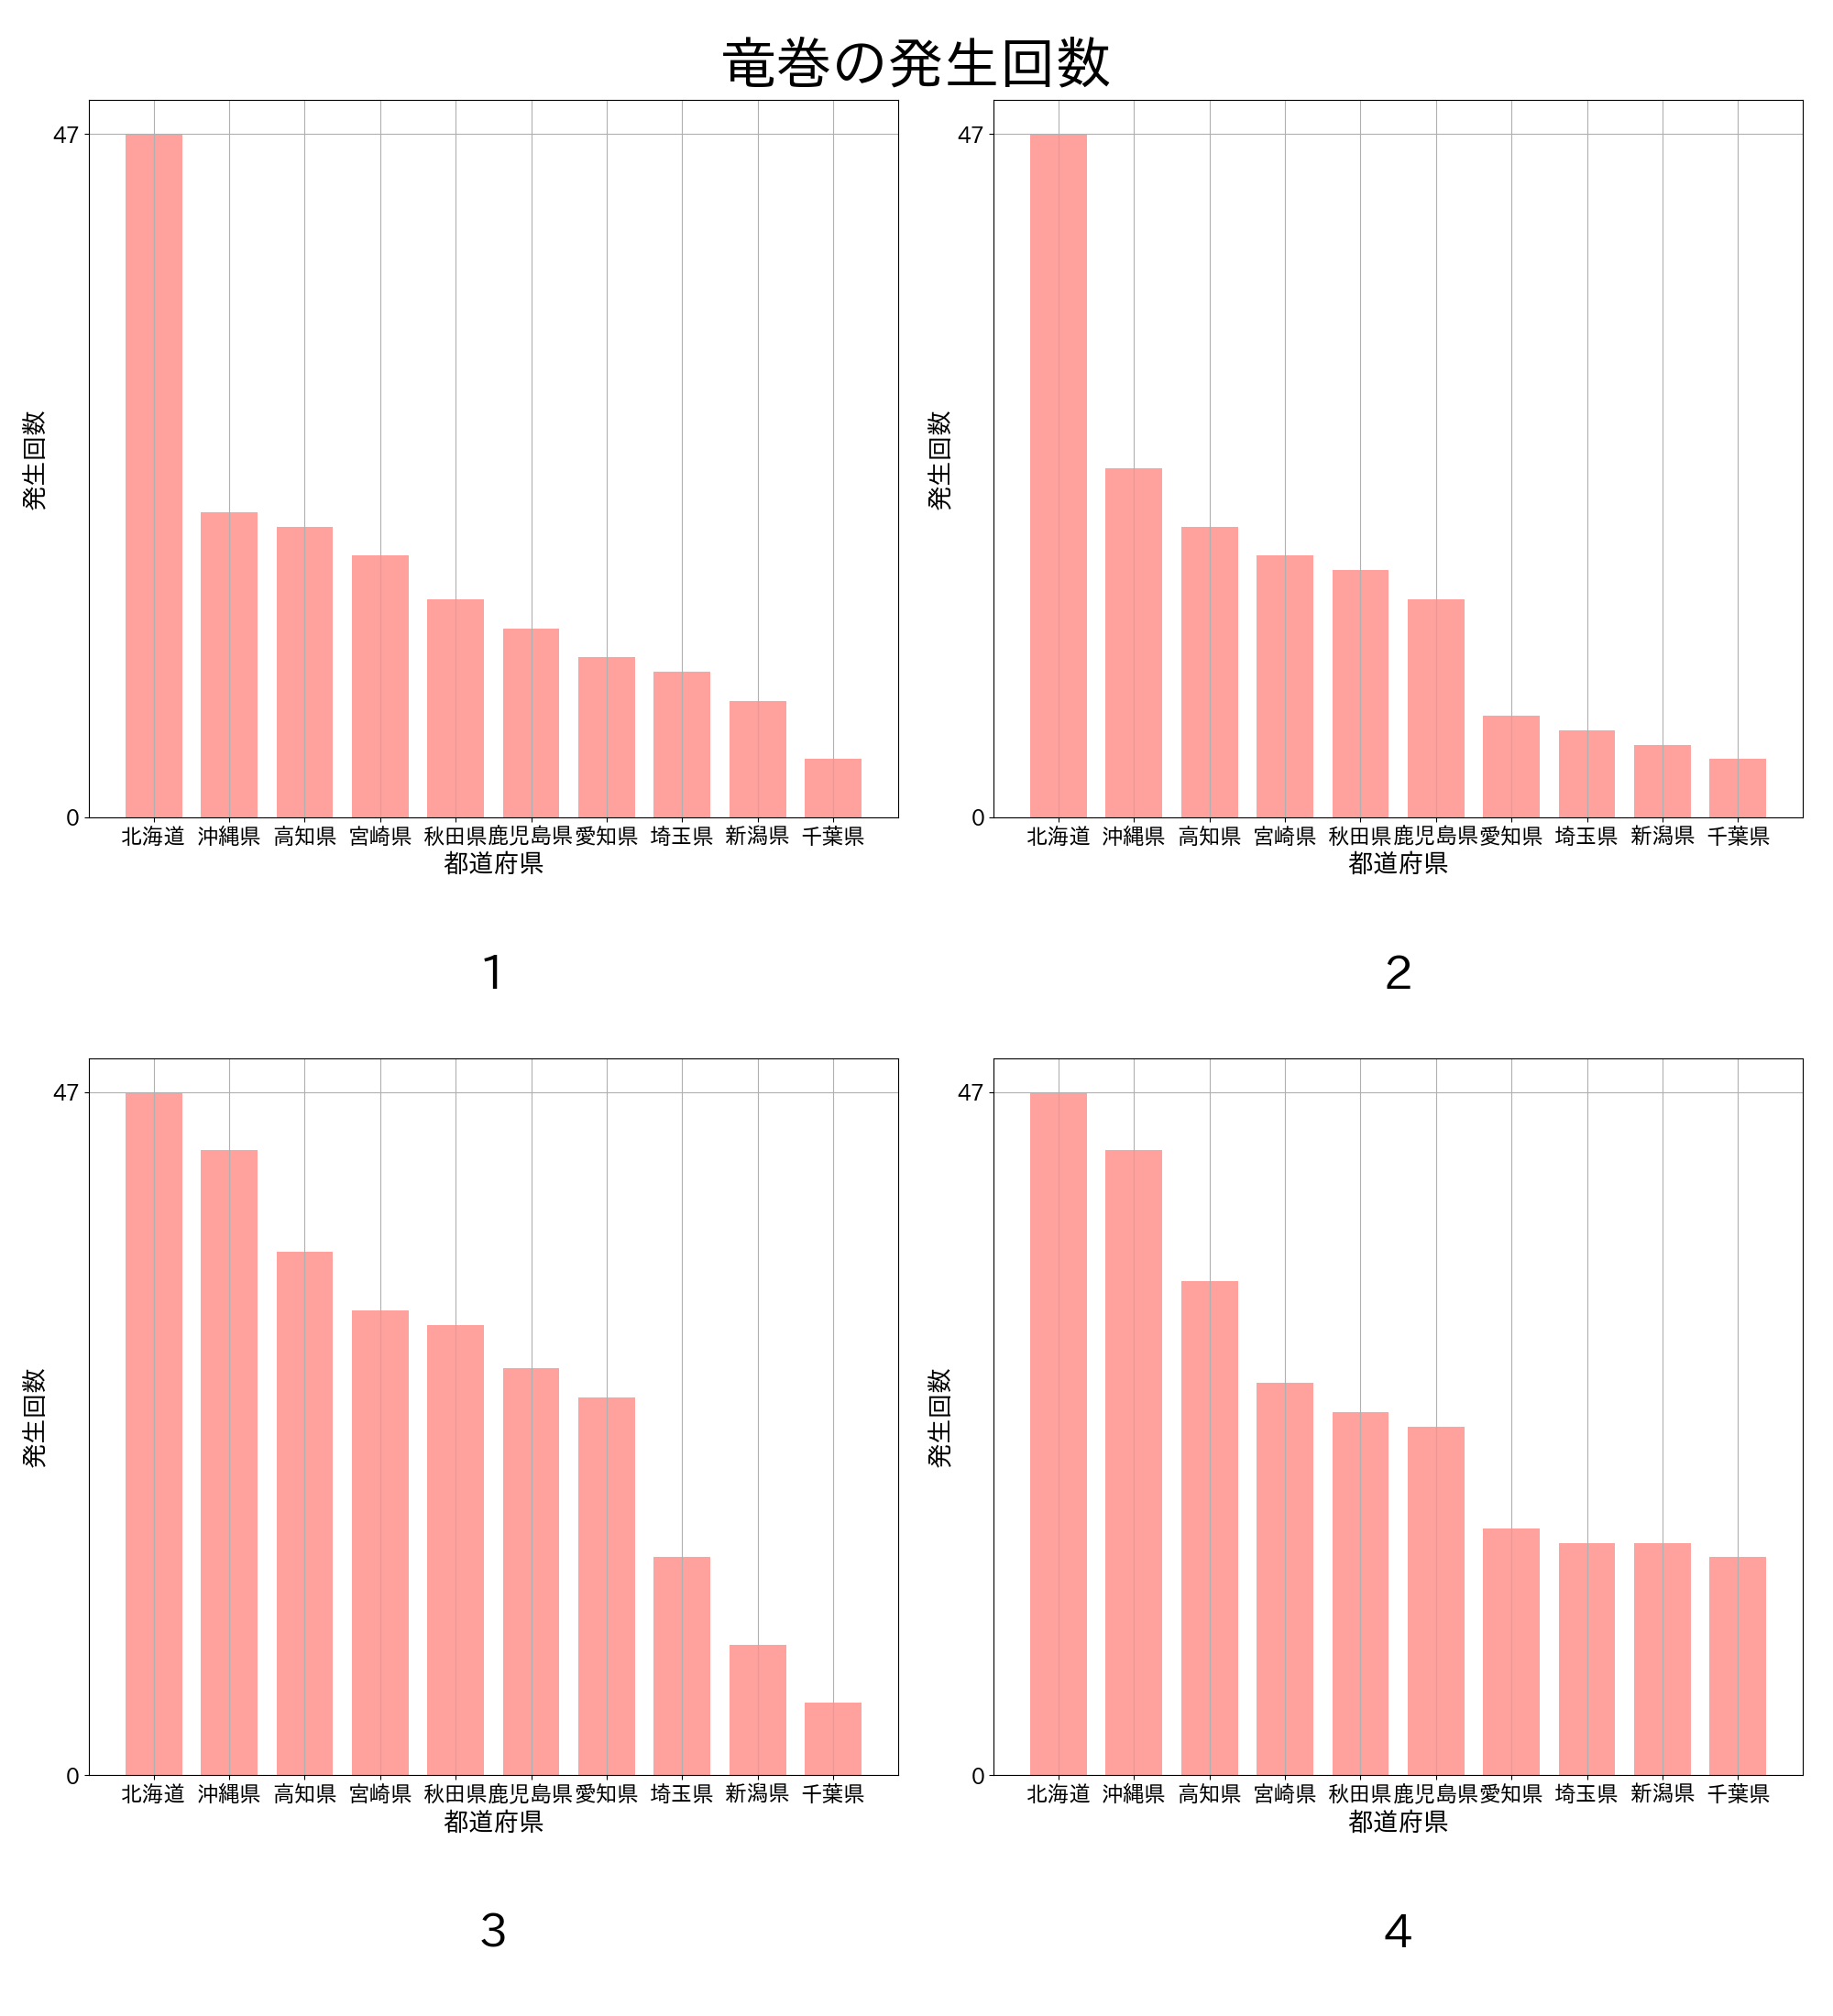 竜巻の発生回数
47
0
発生回数
北海道 沖縄県 高知県 宮崎県 秋田県 鹿児島県 愛知県 埼玉県 新潟県 千葉県
都道府県
1
47
0
発生回数
北海道 沖縄県 高知県 宮崎県 秋田県 鹿児島県 愛知県 埼玉県 新潟県 千葉県
都道府県
2
47
0
発生回数
北海道 沖縄県 高知県 宮崎県 秋田県 鹿児島県 愛知県 埼玉県 新潟県 千葉県
都道府県
3
47
0
発生回数
北海道 沖縄県 高知県 宮崎県 秋田県 鹿児島県 愛知県 埼玉県 新潟県 千葉県
都道府県
4